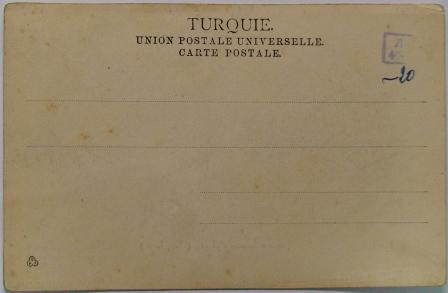 TURQUIE.
UNION POSTALE UNIVERSELLE.
CARTE POSTALE.
-20